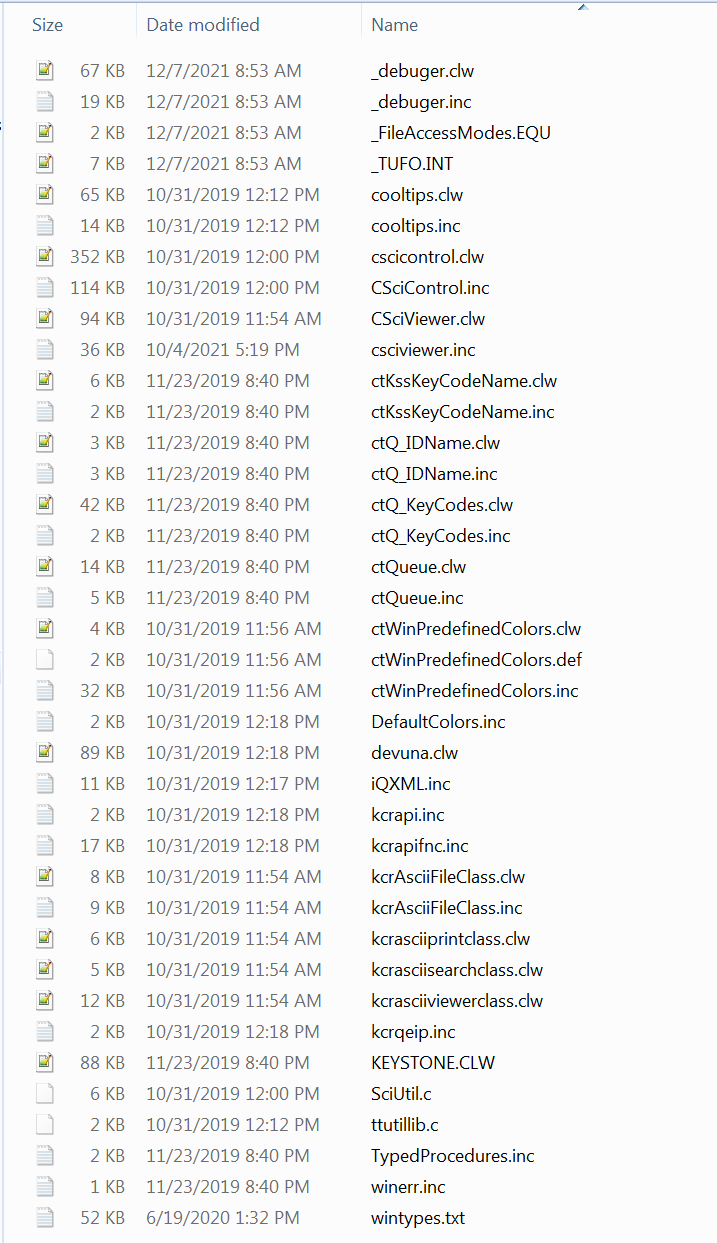 Size Date modified Name
67 KB 12/7/2021 8:53 AM _debuger.clw
19 KB 12/7/2021 8:53 AM _debuger.inc
2 KB 12/7/2021 8:53 AM _FileAccessModes.EQU
7 KB 12/7/2021 8:53 AM _TUFO.INT
65 KB 10/31/2019 12:12 PM cooltips.clw
14 KB 10/31/2019 12:12 PM cooltips.inc
352 KB 10/31/2019 12:00 PM cscicontrol.clw
114 KB 10/31/2019 12:00 PM CSciControl.inc
94 KB 10/31/2019 11:54 AM CSciViewer.clw
36 KB 10/4/2021 5:19 PM csciviewer.inc
6 KB 11/23/2019 8:40 PM ctKssKeyCodeName.clw
2 KB 11/23/2019 8:40 PM ctKssKeyCodeName.inc
3 KB 11/23/2019 8:40 PM ctQ_IDName.clw
3 KB 11/23/2019 8:40 PM ctQ_IDName.inc
42 KB 11/23/2019 8:40 PM ctQ_KeyCodes.clw
2 KB 11/23/2019 8:40 PM ctQ_KeyCodes.inc
14 KB 11/23/2019 8:40 PM ctQueue.clw
5 KB 11/23/2019 8:40 PM ctQueue.inc
4 KB 10/31/2019 11:56 AM ctWinPredefinedColors.clw
2 KB 10/31/2019 11:56 AM ctWinPredefinedColors.def
32 KB 10/31/2019 11:56 AM ctWinPredefinedColors.inc
2 KB 10/31/2019 12:18 PM DefaultColors.inc
89 KB 10/31/2019 12:18 PM devuna.clw
11 KB 10/31/2019 12:17 PM iQXML.inc
2 KB 10/31/2019 12:18 PM kcrapi.inc
17 KB 10/31/2019 12:18 PM kcrapifnc.inc
8 KB 10/31/2019 11:54 AM kcrAsciiFileClass.clw
9 KB 10/31/2019 11:54 AM kcrAsciiFileClass.inc
6 KB 10/31/2019 11:54 AM kcrasciiprintclass.clw
5 KB 10/31/2019 11:54 AM kcrasciisearchclass.clw
12 KB 10/31/2019 11:54 AM kcrasciiviewerclass.clw
2 KB 10/31/2019 12:18 PM kcrqeip.inc
88 KB 11/23/2019 8:40 PM KEYSTONE.CLW
6 KB 10/31/2019 12:00 PM SciUtil.c
2 KB 10/31/2019 12:12 PM ttutillib.c
2 KB 11/23/2019 8:40 PM TypedProcedures.inc
1 KB 11/23/2019 8:40 PM winerr.inc
52 KB 6/19/2020 1:32 PM wintypes.txt